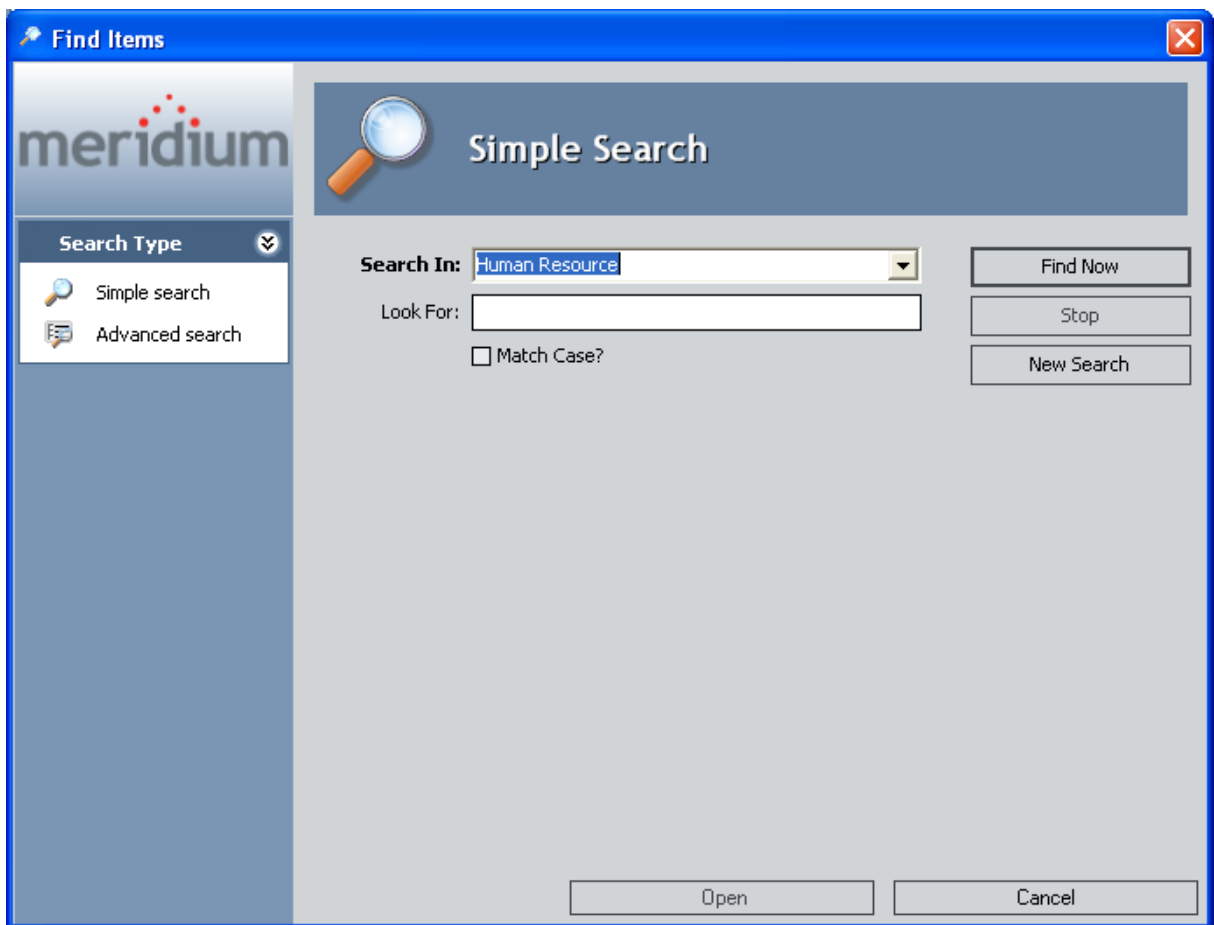 Find Items
meridium
Simple Search
Search Type
Simple search
Advanced search
Search In: Human Resource
Look For:
Match Case?
Find Now
Stop
New Search
Open Cancel